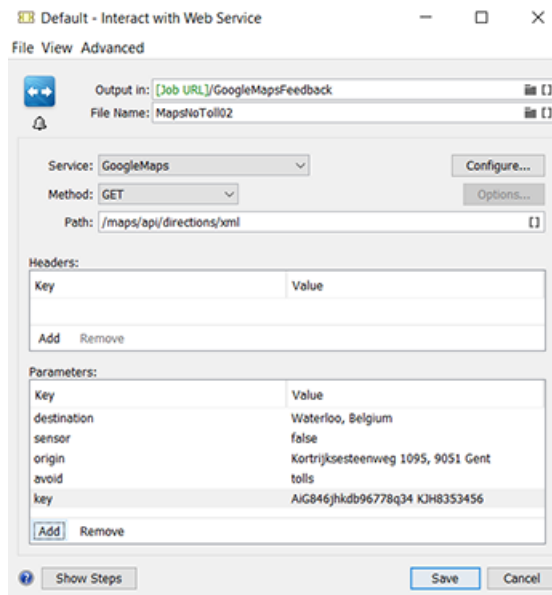 Default - Interact with Web Service
File View Advanced
Output in: [Job URL]/GoogleMapsFeedback
File Name: MapsNoToll02
Service: GoogleMaps Configure...
Method: GET Options...
Path: /maps/api/directions/xml
Headers:
Key Value
Add Remove
Parameters:
Key Value
destination Waterloo, Belgium
sensor false
origin Kortrijksesteenweg 1095, 9051 Gent
avoid tolls
key AiG846jhkdb96778q34 KJH8353456
Add Remove
Show Steps Save Cancel